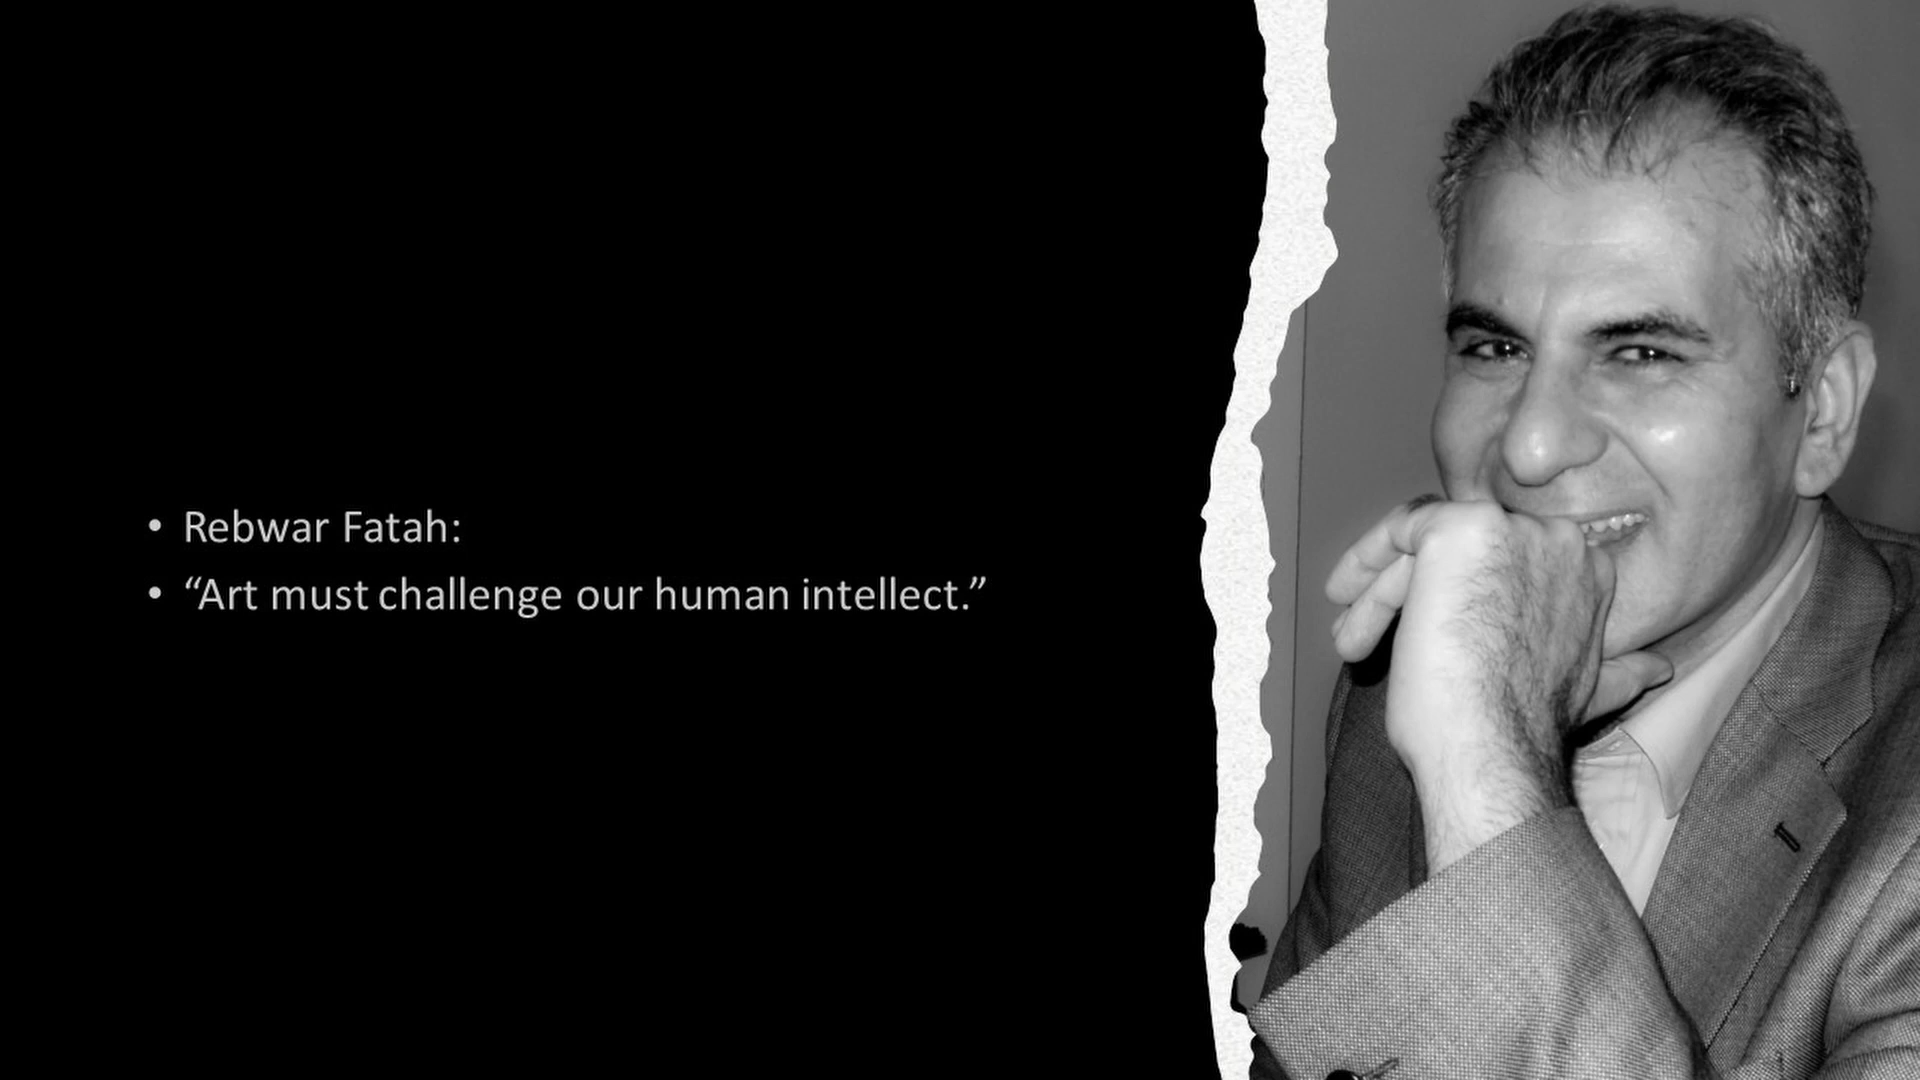 • Rebwar Fatah:
• “Art must challenge our human intellect.”